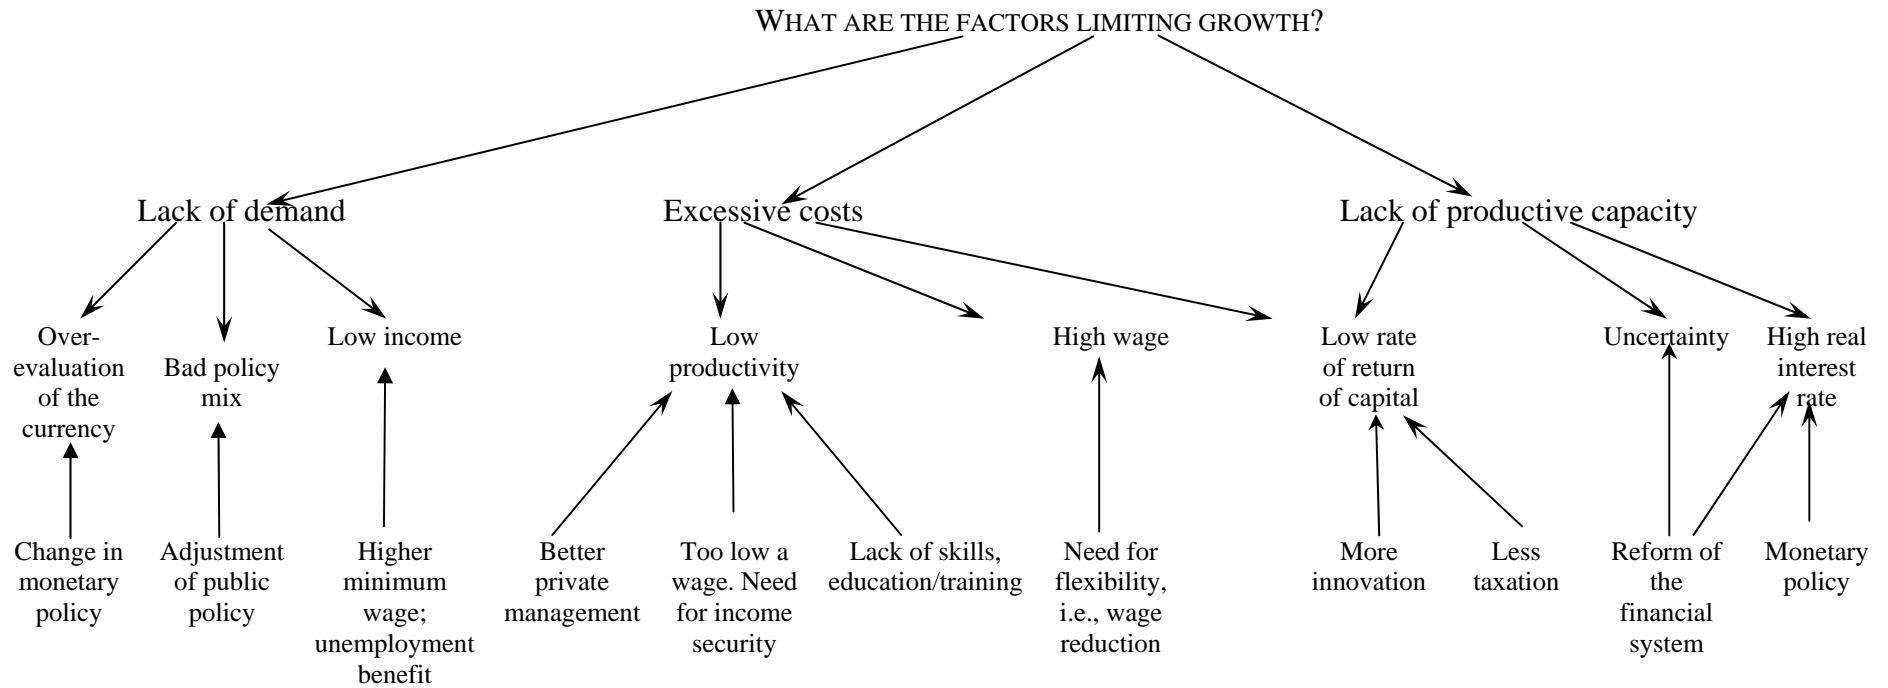 WHAT ARE THE FACTORS LIMITING GROWTH?
Lack of demand
Excessive costs
Lack of productive capacity
Over-
evaluation
of the
currency
Bad policy
mix
Low income
Low
productivity
High wage
Low rate
of return
of capital
Uncertainty
High real
interest
rate
Change in
monetary
policy
Adjustment
of public
policy
Higher
minimum
wage;
unemployment
benefit
Better
private
management
Too low a
wage. Need
for income
security
Lack of skills,
education/training
Need for
flexibility,
i.e., wage
reduction
More
innovation
Less
taxation
Reform of
the
financial
system
Monetary
policy